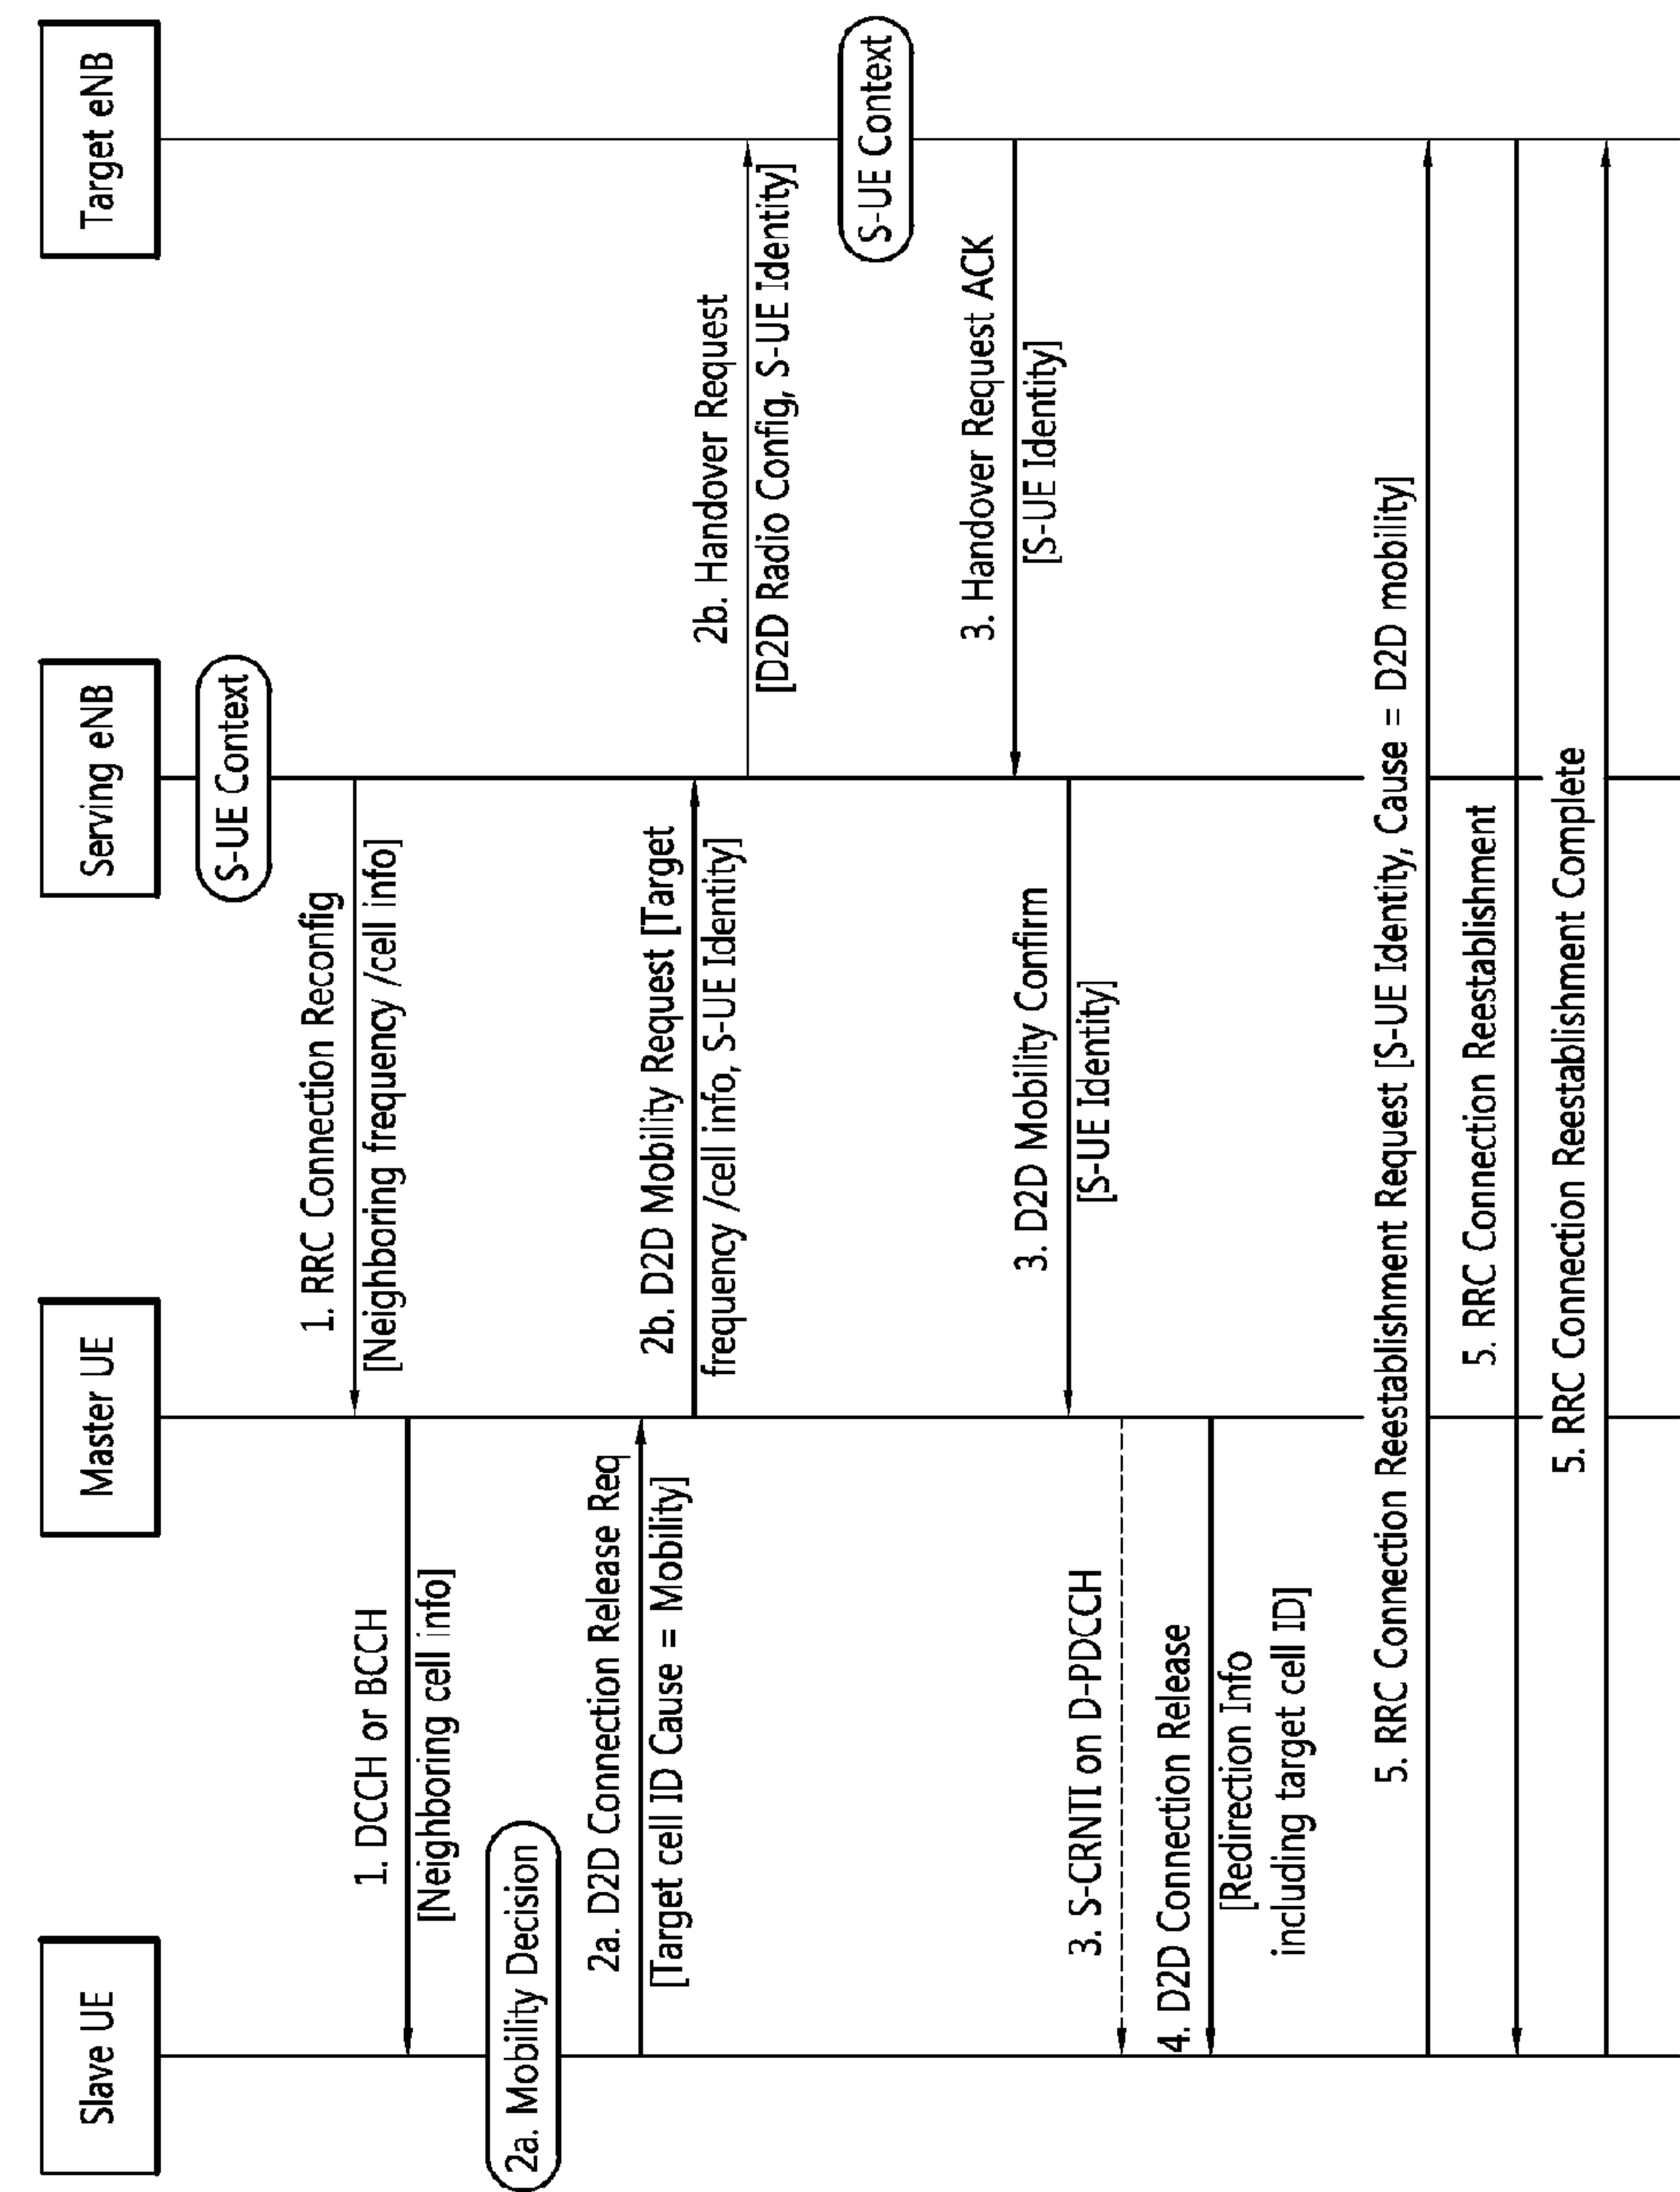 Slave UE
Master UE
Serving eNB
Target eNB
S-UE Context
1. RRC Connection Reconfig
[Neighboring frequency /cell info]
1. DCCH or BCCH
[Neighboring cell info]
2a. Mobility Decision
2a. D2D Connection Release Req
[Target cell ID Cause = Mobility]
2b. D2D Mobility Request [Target
frequency /cell info, S-UE Identity]
2b. Handover Request
[D2D Radio Config, S-UE Identity]
S-UE Context
3. Handover Request ACK
[S-UE Identity]
3. D2D Mobility Confirm
[S-UE Identity]
3. S-CRNTI on D-PDCCH
4. D2D Connection Release
[Redirection Info
including target cell ID]
5. RRC Connection Reestablishment Request [S-UE Identity, Cause = D2D mobility]
5. RRC Connection Reestablishment
5. RRC Connection Reestablishment Complete